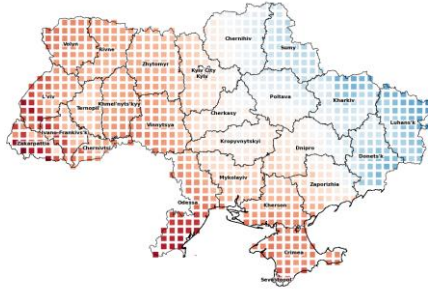 Chernihiv
Volyn
Rivne
Sumy
Zhytomyr
Kyiv City
Kyiv
L'viv
Poltava
Kharkiv
Khmel'nyts'kyy
Ternopil
Cherkasy
Luhans'k
Vinnytsya
Ivano-Frankivs'k
Kropyvnytskyi
Zakarpattia
Chernivtsi
Dnipro
Donets'k
Mykolayiv
Zaporizhia
Odessa
Kherson
Crimea
Sevastopol